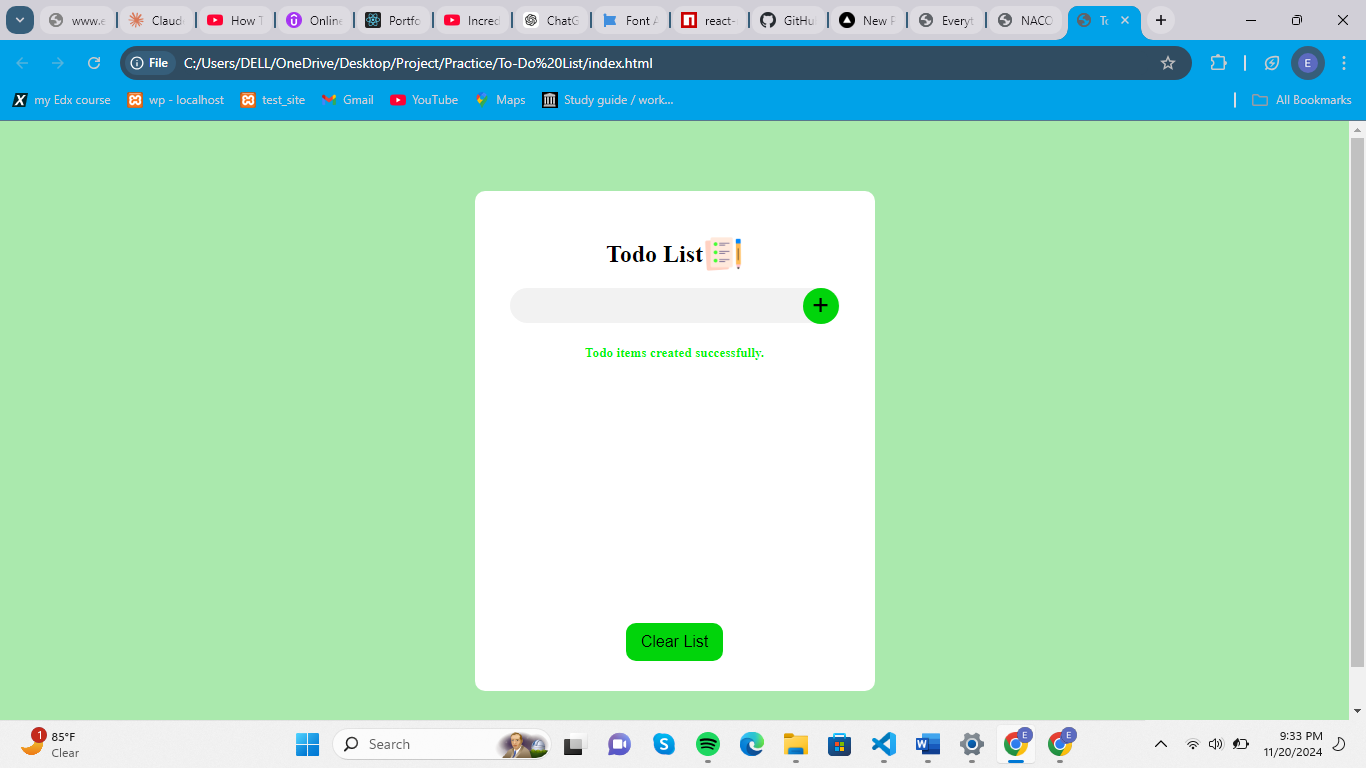 www.e
Claude
How T
Online
Portfo
Incred
ChatG
Font A
react-
GitHu
New F
Everyt
NACO
To
File
C:/Users/DELL/OneDrive/Desktop/Project/Practice/To-Do%20List/index.html
E
my Edx course
wp - localhost
test_site
Gmail
YouTube
Maps
Study guide / work...
All Bookmarks
Todo List
+
Todo items created successfully.
Clear List
1
85°F
Clear
Search
E
E
9:33 PM
11/20/2024